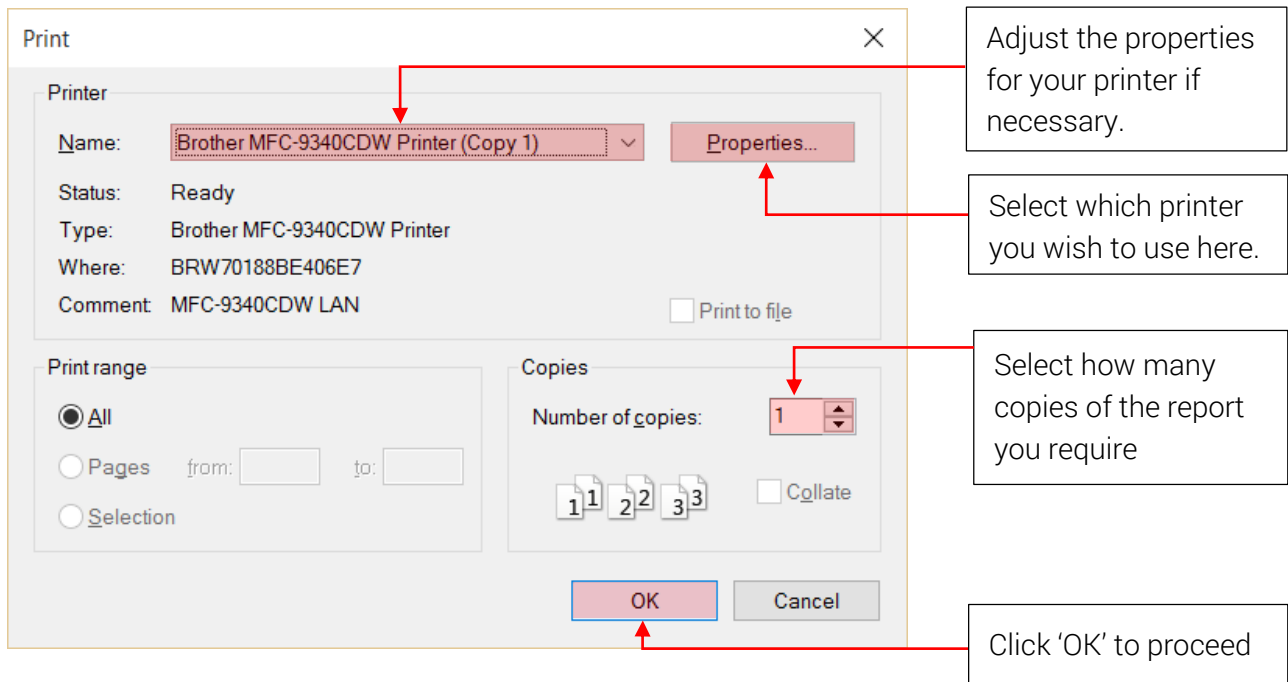 Print
Printer
Name: Brother MFC-9340CDW Printer (Copy 1) Properties...
Status: Ready
Type: Brother MFC-9340CDW Printer
Where: BRW70188BE406E7
Comment: MFC-9340CDW LAN
Print to file
Print range
All
Pages from: to:
Selection
Copies
Number of copies: 1
1 1 2 2 3 3
Collate
OK Cancel
Adjust the properties
for your printer if
necessary.
Select which printer
you wish to use here.
Select how many
copies of the report
you require
Click ‘OK’ to proceed